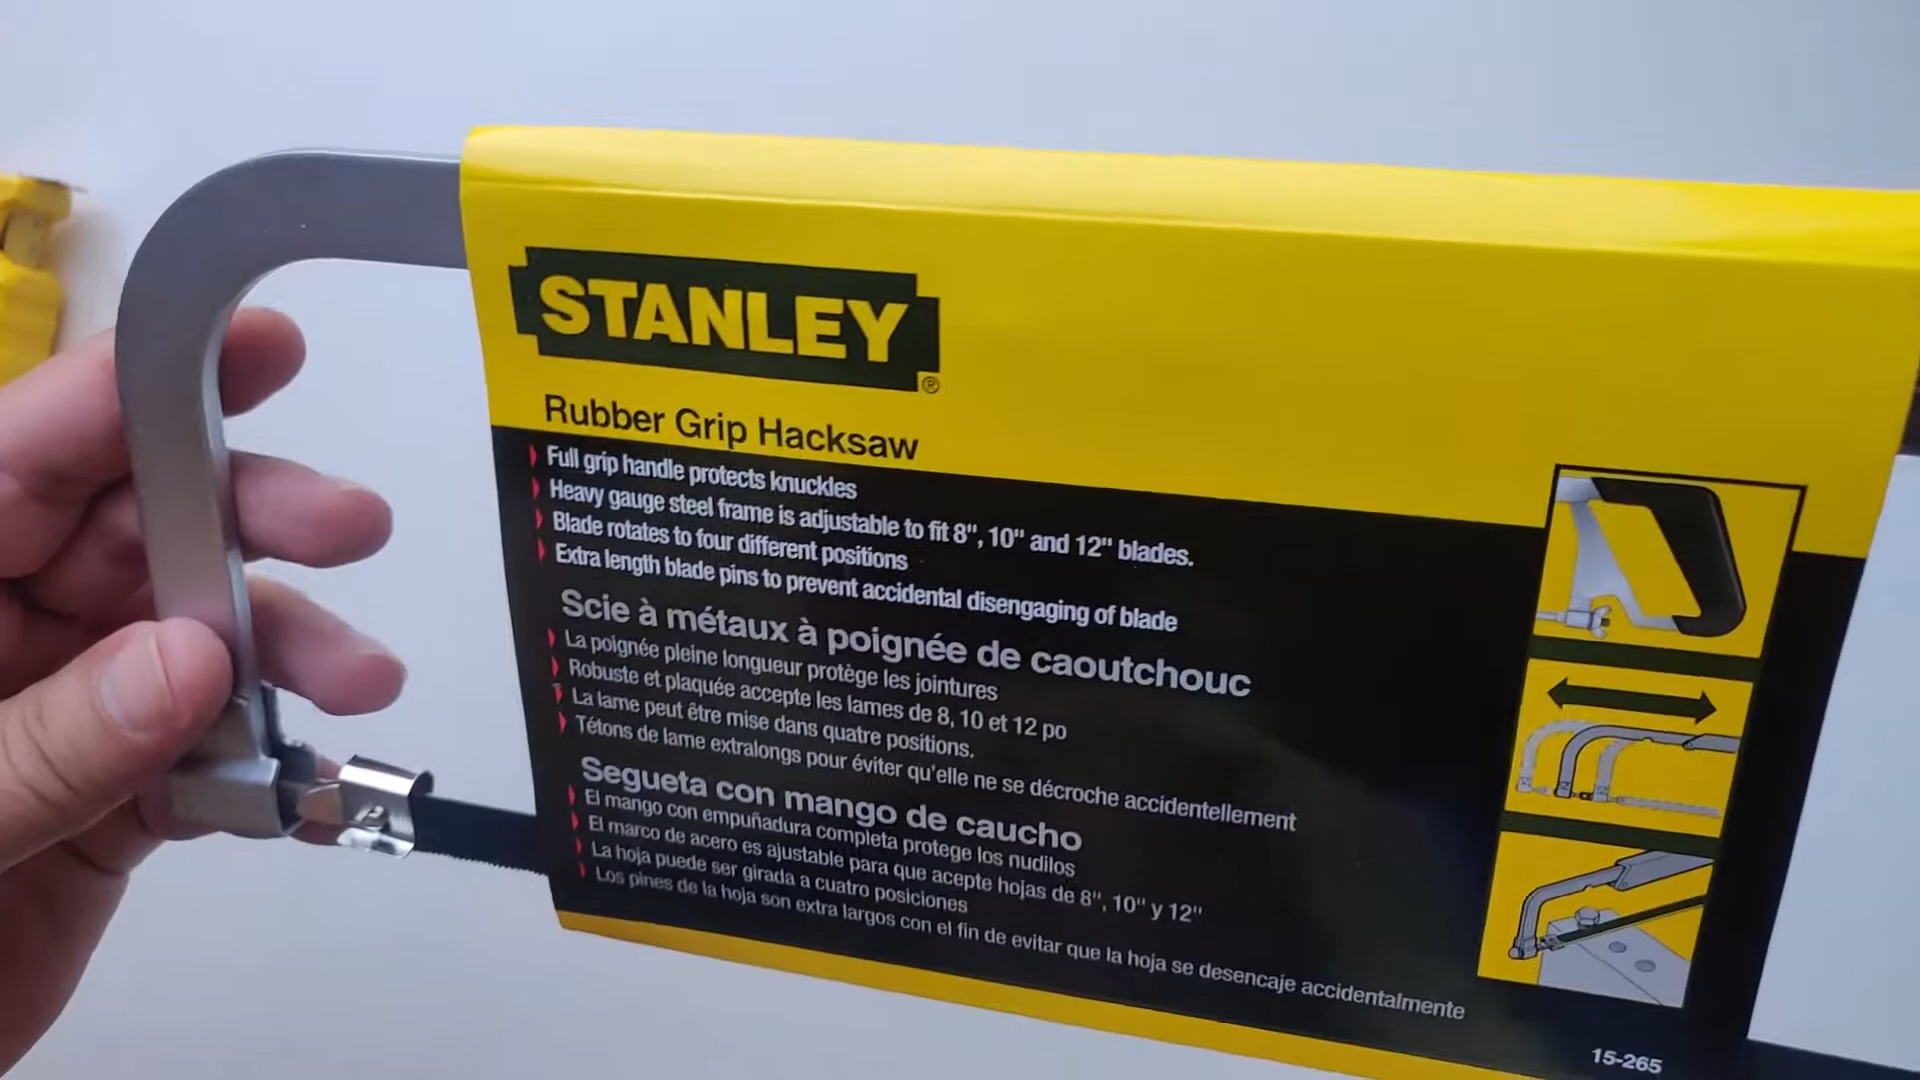 STANLEY®
Rubber Grip Hacksaw
Full grip handle protects knuckles
Heavy gauge steel frame is adjustable to fit 8", 10" and 12" blades.
Blade rotates to four different positions
Extra length blade pins to prevent accidental disengaging of blade
Scie à métaux à poignée de caoutchouc
La poignée pleine longueur protège les jointures
Robuste et plaquée accepte les lames de 8, 10 et 12 po
La lame peut être mise dans quatre positions.
Tétons de lame extralongs pour éviter qu'elle ne se décroche accidentellement
Segueta con mango de caucho
El mango con empuñadura completa protege los nudilos
El marco de acero es ajustable para que acepte hojas de 8", 10" y 12"
La hoja puede ser girada a cuatro posiciones
Los pines de la hoja son extra largos con el fin de evitar que la hoja se desencaje accidentalmente
15-265